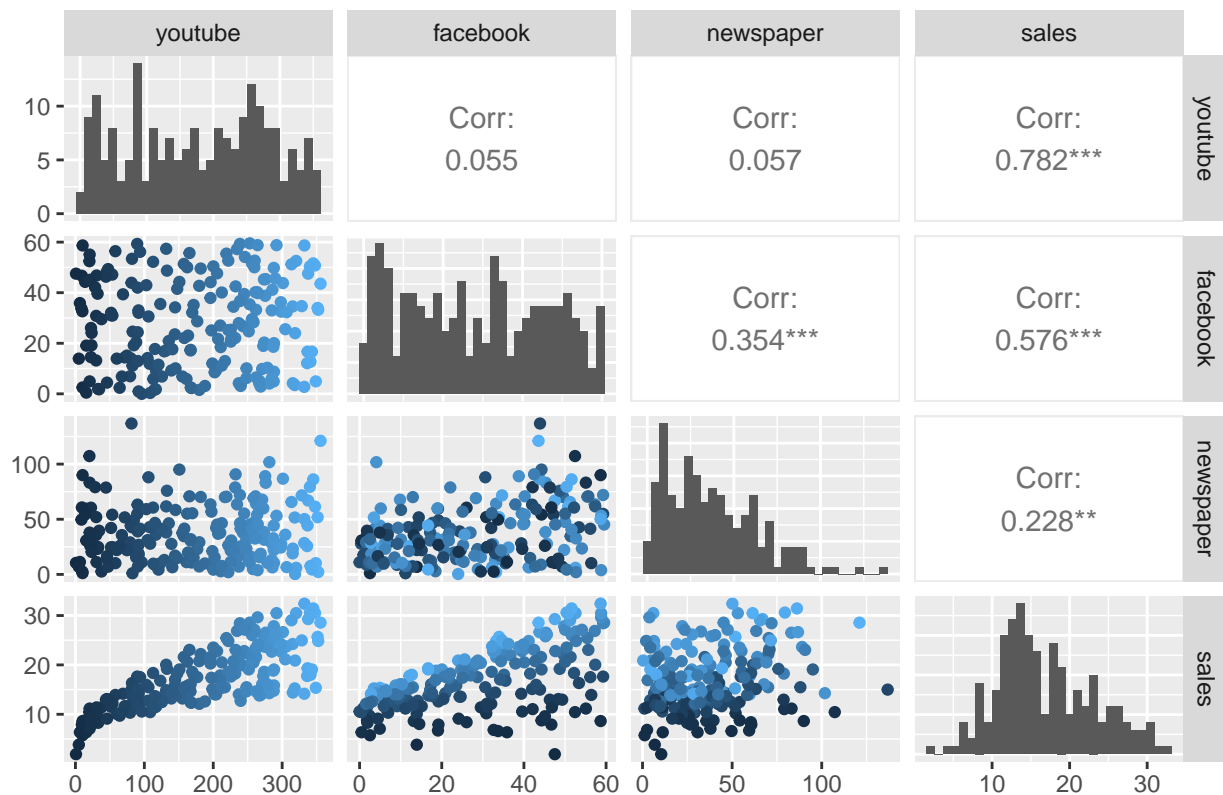 youtube facebook newspaper sales
10
5
0
Corr:
0.055
Corr:
0.057
Corr:
0.782***
youtube
60
40
20
0
Corr:
0.354***
Corr:
0.576***
facebook
100
50
0
Corr:
0.228**
newspaper
30
20
10
sales
0 100 200 300 0 20 40 60 0 50 100 10 20 30